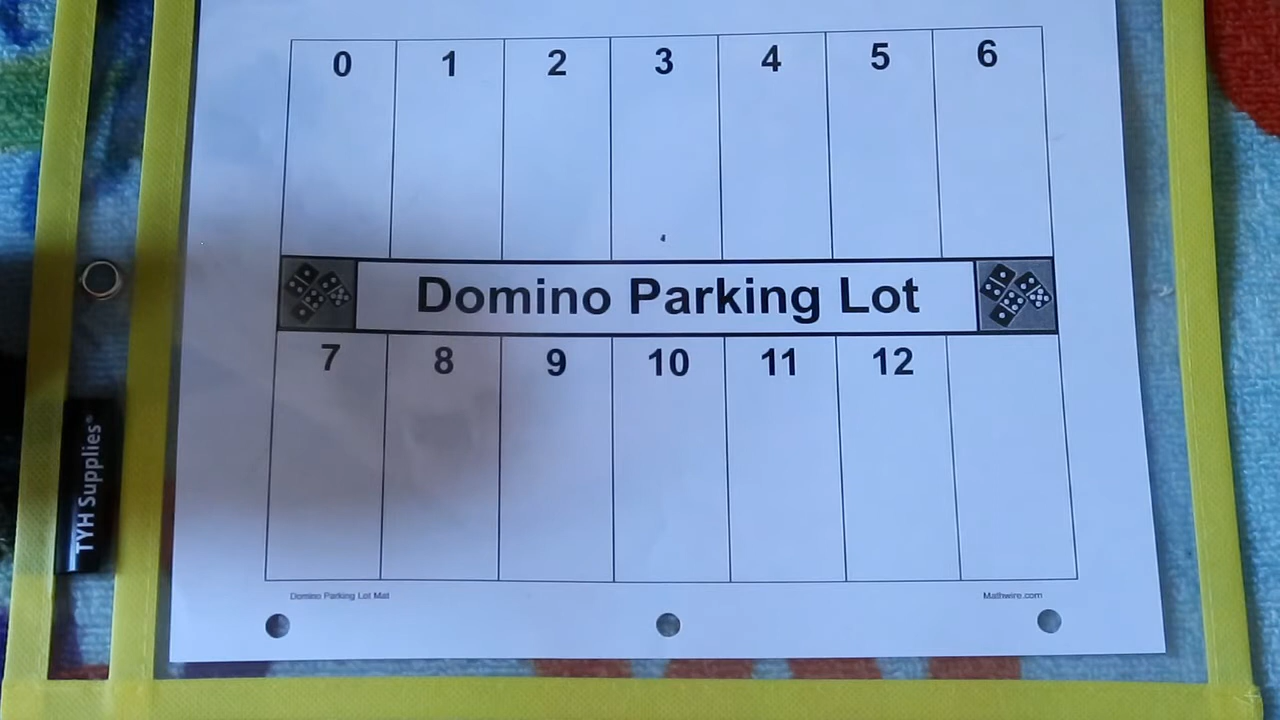 0 1 2 3 4 5 6
Domino Parking Lot
7 8 9 10 11 12
Domino Parking Lot Mat
Mathwire.com
TYH Supplies®